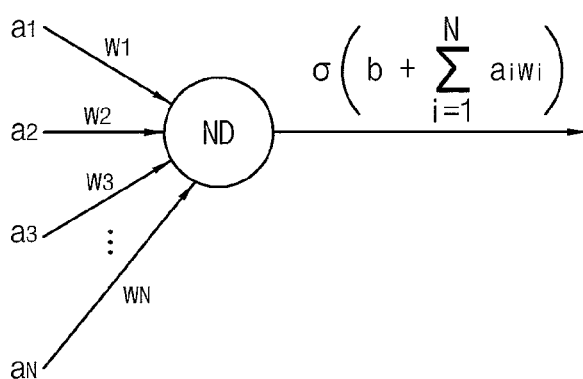 a1
w1
σ( b + N∑i=1 aiwi )
a2
w2
ND
w3
a3
⋮
wN
aN